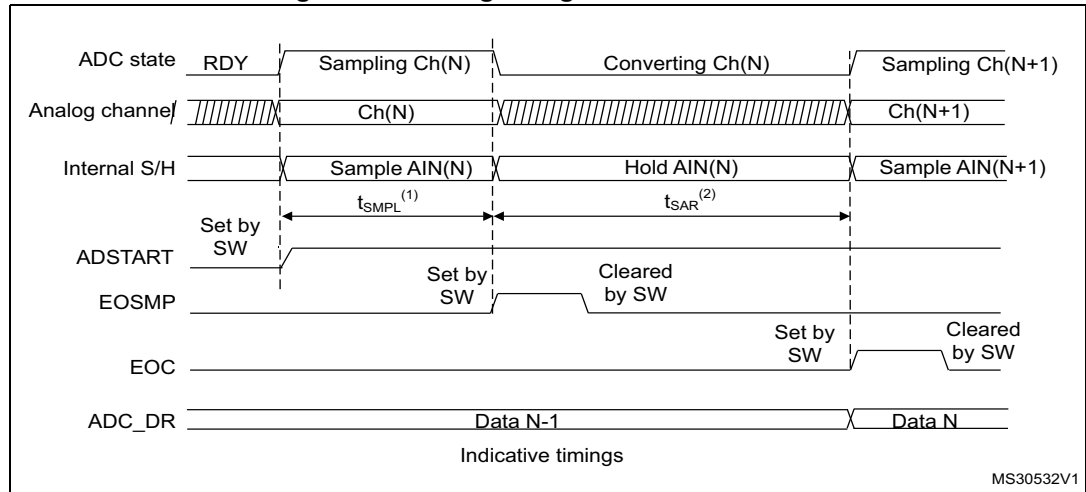 ADC state RDY Sampling Ch(N) Converting Ch(N) Sampling Ch(N+1)
Analog channel Ch(N) Ch(N+1)
Internal S/H Sample AIN(N) Hold AIN(N) Sample AIN(N+1)
tSMPL(1) tSAR(2)
Set by
SW
ADSTART
Set by
SW
Cleared
by SW
EOSMP
Set by
SW
Cleared
by SW
EOC
ADC_DR Data N-1 Data N
Indicative timings
MS30532V1